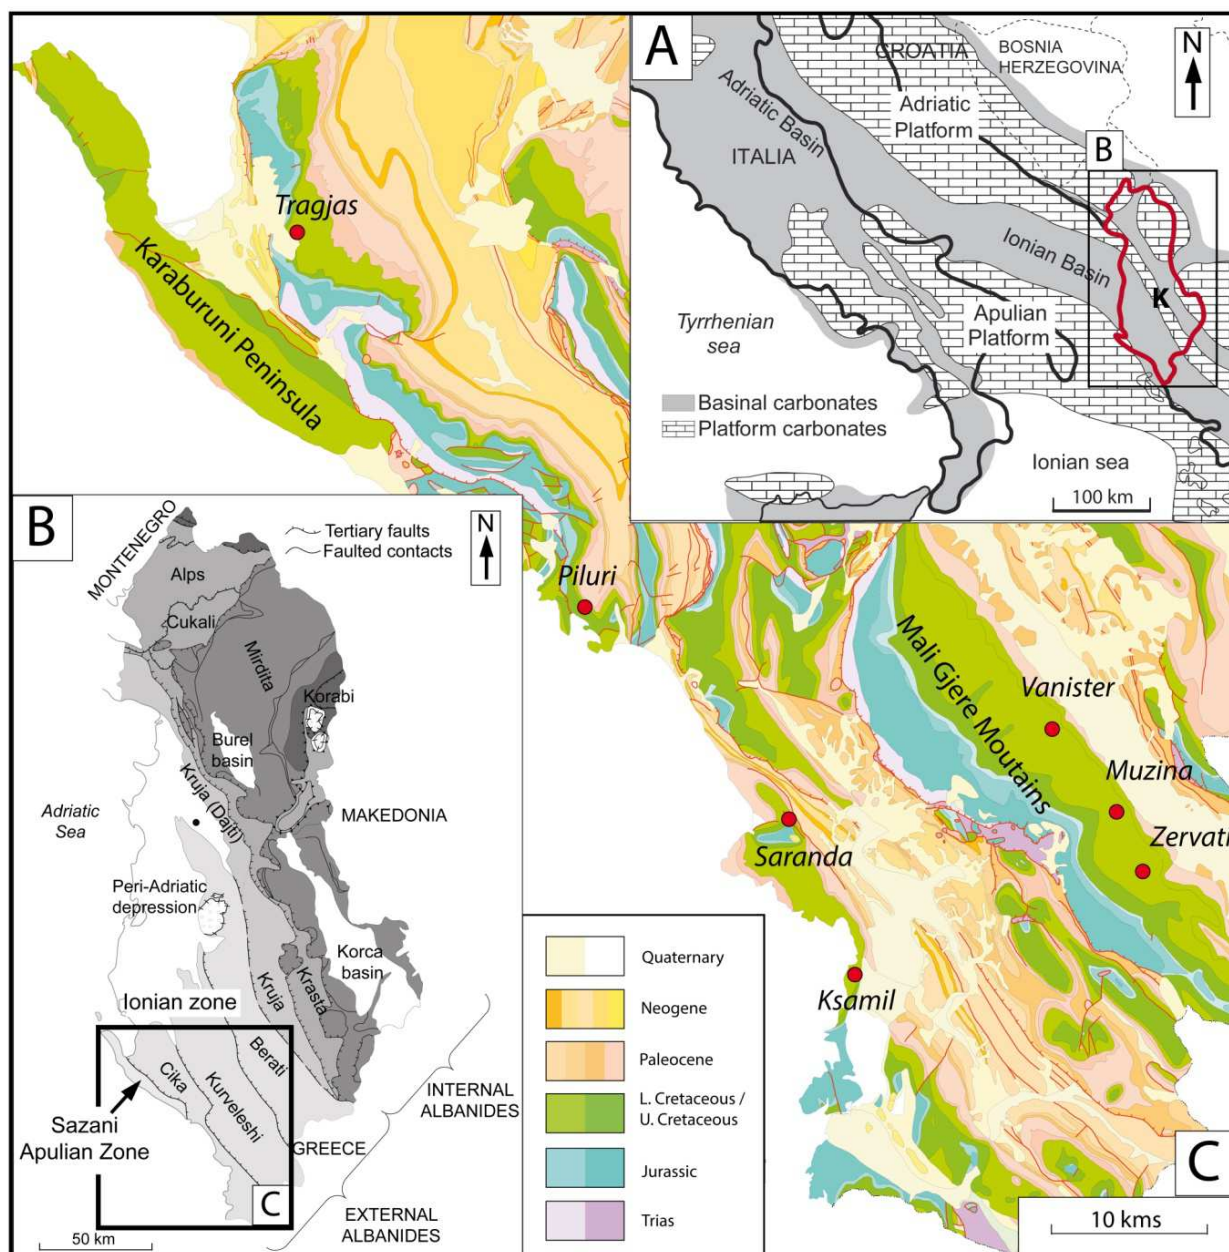 A
CROATIA
BOSNIA
HERZEGOVINA
N
Adriatic Basin
Adriatic
Platform
ITALIA
B
Ionian Basin
K
Tyrrhenian
sea
Apulian
Platform
Basinal carbonates
Platform carbonates
Ionian sea
100 km
Tragjas
Karaburuni Peninsula
Piluri
Mali Gjere Moutains
Vanister
Muzina
Zervati
Saranda
Ksamil
B
MONTENEGRO
Tertiary faults
Faulted contacts
N
Alps
Cukali
Mirdita
Korabi
Burel
basin
Kruja (Dajti)
Adriatic
Sea
MAKEDONIA
Peri-Adriatic
depression
Korca
basin
Kruja
Krasta
Ionian zone
Berati
Cika
Kurveleshi
Sazani
Apulian Zone
INTERNAL
ALBANIDES
GREECE
C
EXTERNAL
ALBANIDES
50 km
Quaternary
Neogene
Paleocene
L. Cretaceous /
U. Cretaceous
Jurassic
Trias
C
10 kms